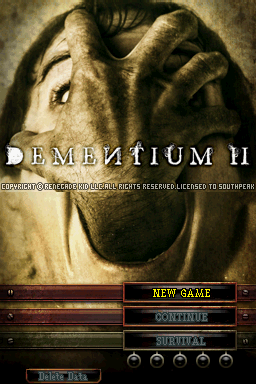 DEMENTIUM II
COPYRIGHT © RENEGADE KID LLC. ALL RIGHTS RESERVED. LICENSED TO SOUTHPEAK
NEW GAME
CONTINUE
SURVIVAL
Delete Data